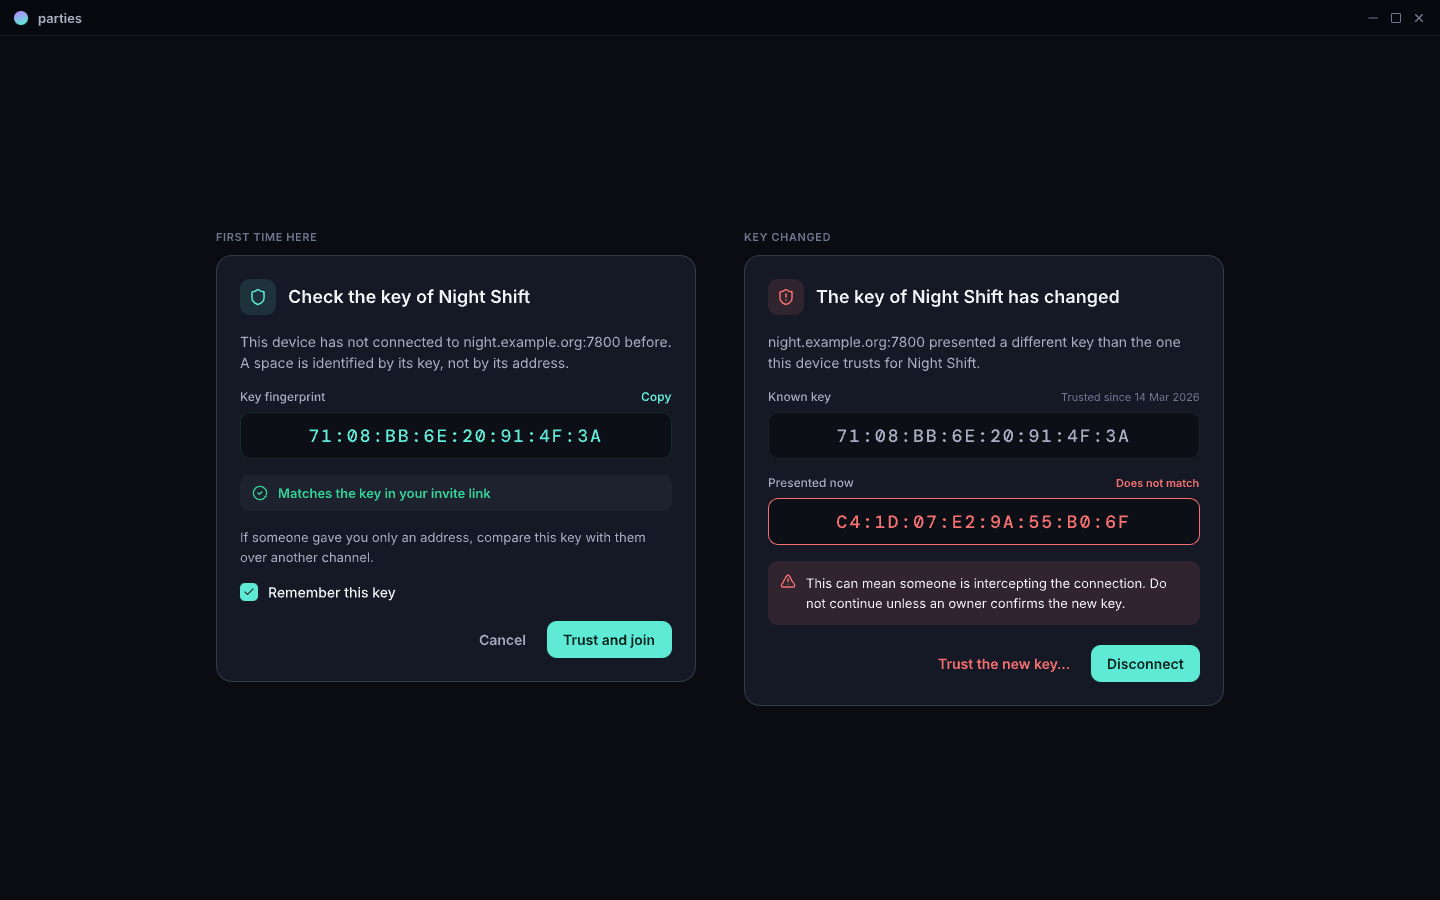 parties
FIRST TIME HERE
Check the key of Night Shift
This device has not connected to night.example.org:7800 before.
A space is identified by its key, not by its address.
Key fingerprint
Copy
71:08:BB:6E:20:91:4F:3A
Matches the key in your invite link
If someone gave you only an address, compare this key with them
over another channel.
Remember this key
Cancel
Trust and join
KEY CHANGED
The key of Night Shift has changed
night.example.org:7800 presented a different key than the one
this device trusts for Night Shift.
Known key
Trusted since 14 Mar 2026
71:08:BB:6E:20:91:4F:3A
Presented now
Does not match
C4:1D:07:E2:9A:55:B0:6F
This can mean someone is intercepting the connection. Do
not continue unless an owner confirms the new key.
Trust the new key...
Disconnect